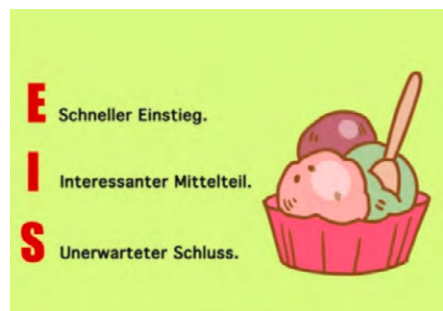 E Schneller Einstieg.
I Interessanter Mittelteil.
S Unerwarteter Schluss.